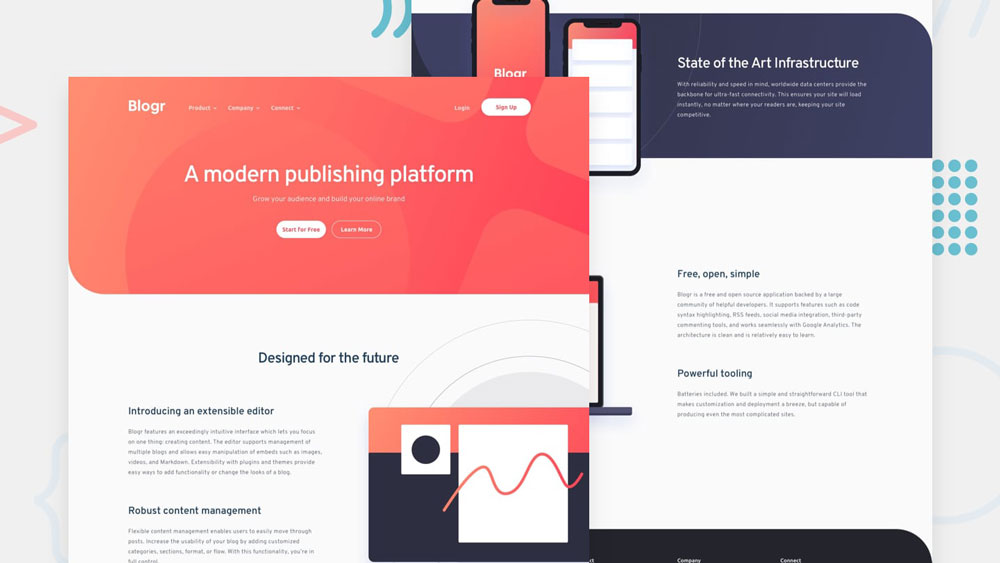 Blogr
Product
Company
Connect
Login
Sign Up
A modern publishing platform
Grow your audience and build your online brand
Start for Free
Learn More
Designed for the future
Introducing an extensible editor
Blogr features an exceedingly intuitive interface which lets you focus
on one thing: creating content. The editor supports management of
multiple blogs and allows easy manipulation of embeds such as images,
videos, and Markdown. Extensibility with plugins and themes provide
easy ways to add functionality or change the looks of a blog.
Robust content management
Flexible content management enables users to easily move through
posts. Increase the usability of your blog by adding customized
categories, sections, format, or flow. With this functionality, you're in
full control.
Blogr
State of the Art Infrastructure
With reliability and speed in mind, worldwide data centers provide the
backbone for ultra-fast connectivity. This ensures your site will load
instantly, no matter where your readers are, keeping your site
competitive.
Free, open, simple
Blogr is a free and open source application backed by a large
community of helpful developers. It supports features such as code
syntax highlighting, RSS feeds, social media integration, third-party
commenting tools, and works seamlessly with Google Analytics. The
architecture is clean and is relatively easy to learn.
Powerful tooling
Batteries included. We built a simple and straightforward CLI tool that
makes customization and deployment a breeze, but capable of
producing even the most complicated sites.
ct
Company
Connect